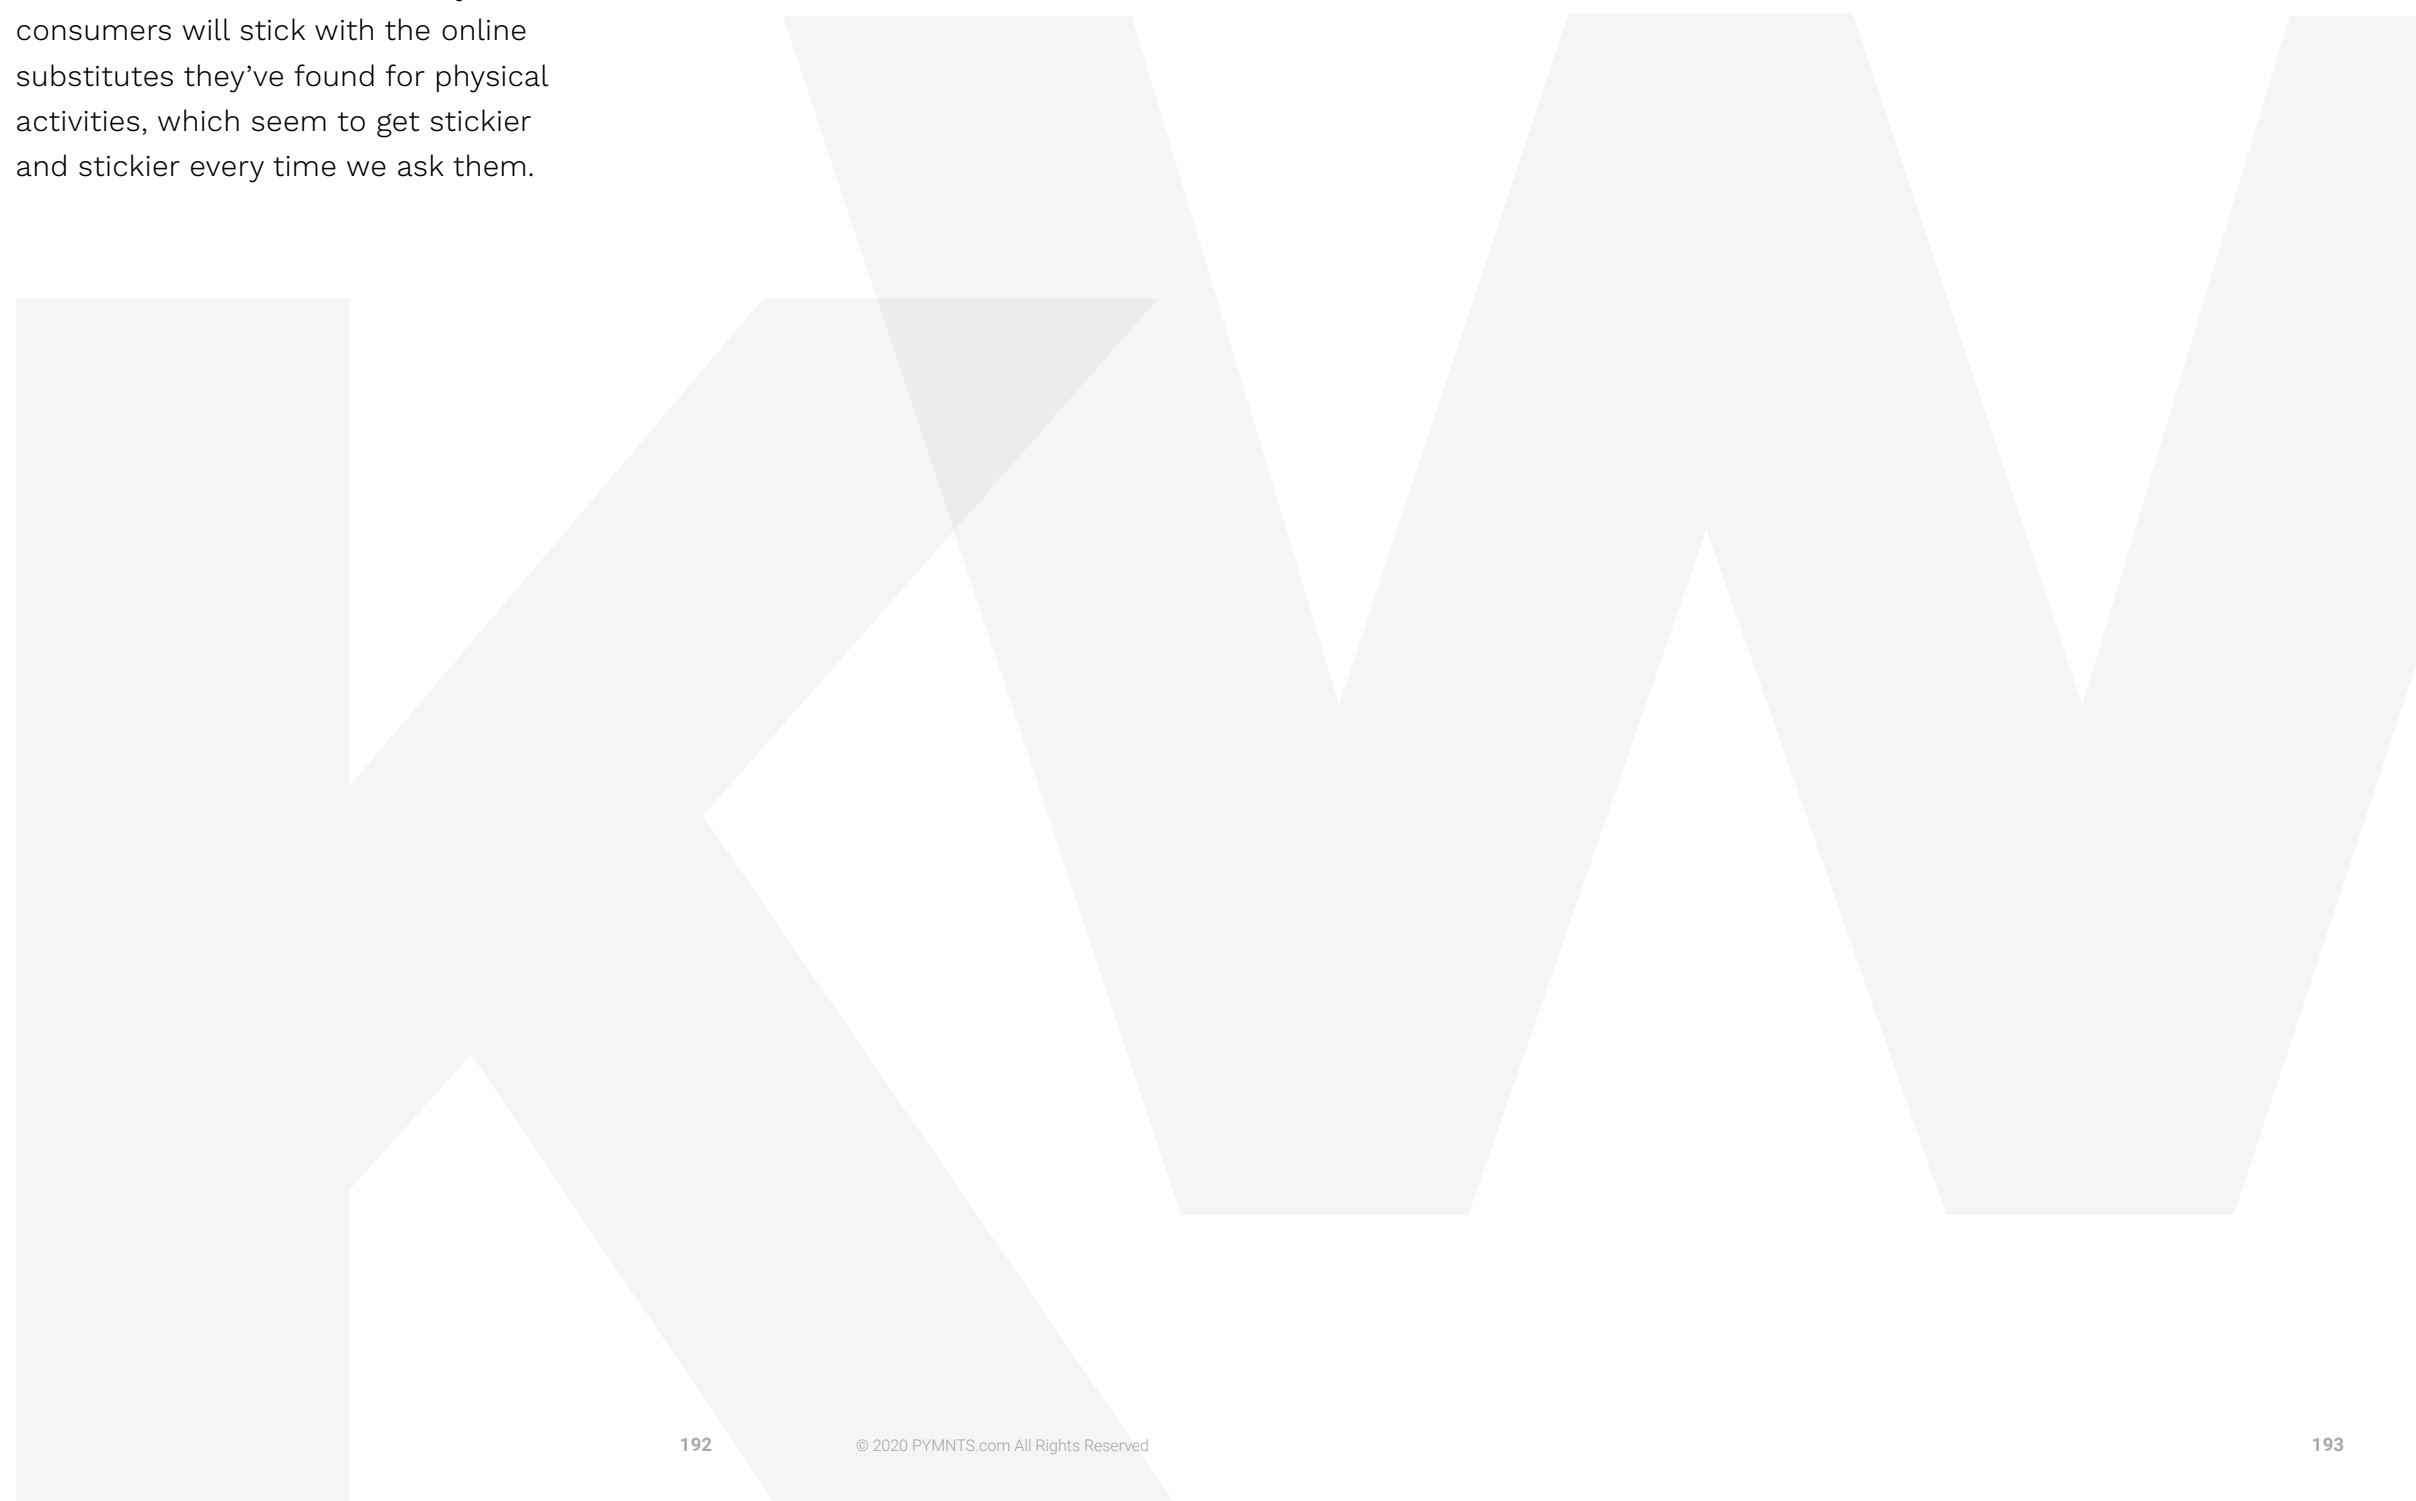 consumers will stick with the online
substitutes they’ve found for physical
activities, which seem to get stickier
and stickier every time we ask them.
KW
192
© 2020 PYMNTS.com All Rights Reserved
193